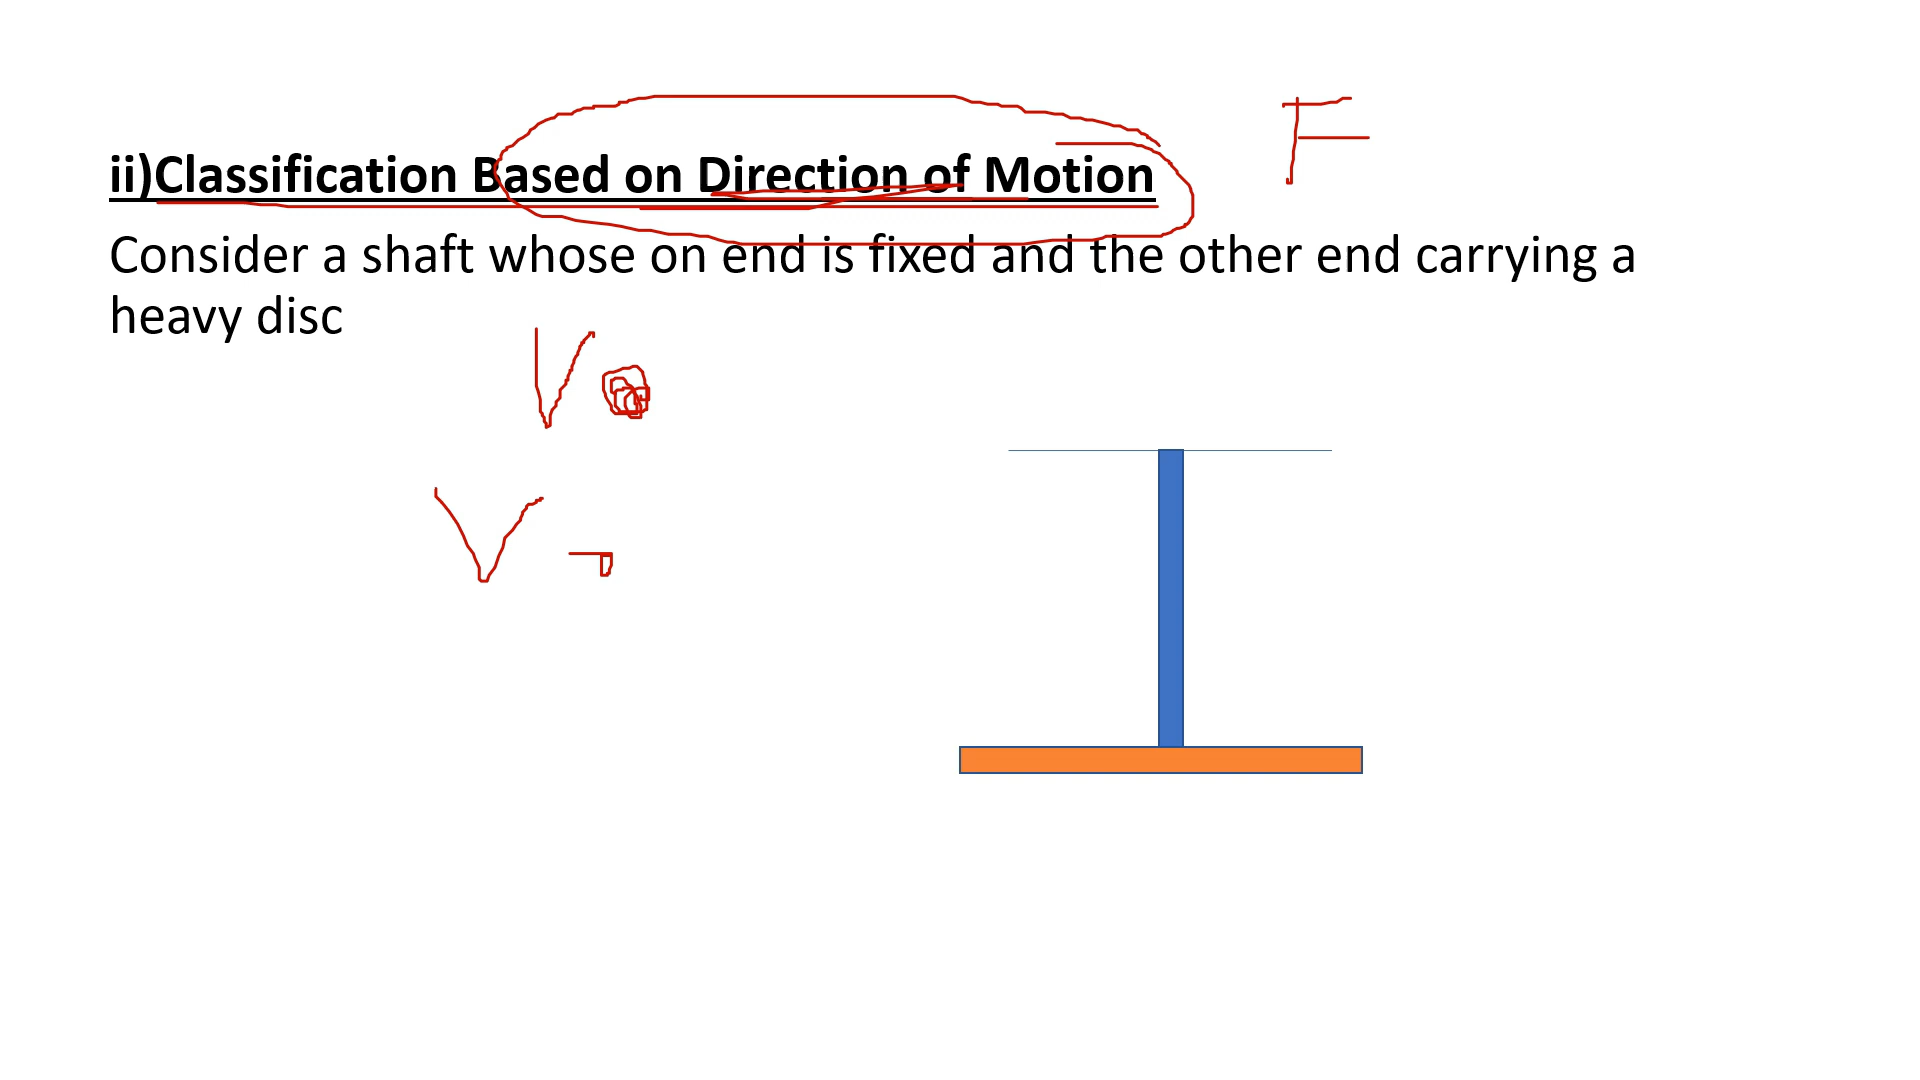 ii)Classification Based on Direction of Motion
F
Consider a shaft whose on end is fixed and the other end carrying a
heavy disc
V
V